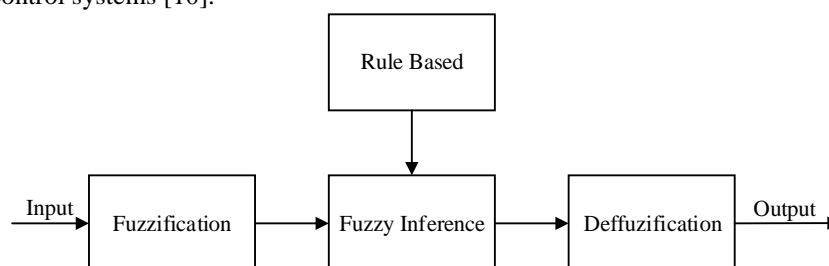 control systems [10].
Rule Based
Input
Fuzzification
Fuzzy Inference
Deffuzification
Output